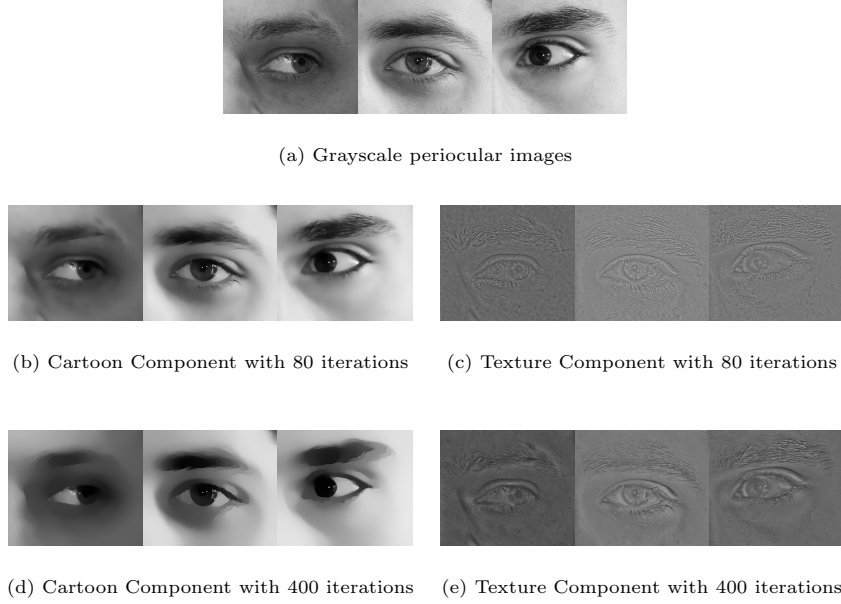 (a) Grayscale periocular images
(b) Cartoon Component with 80 iterations
(c) Texture Component with 80 iterations
(d) Cartoon Component with 400 iterations
(e) Texture Component with 400 iterations